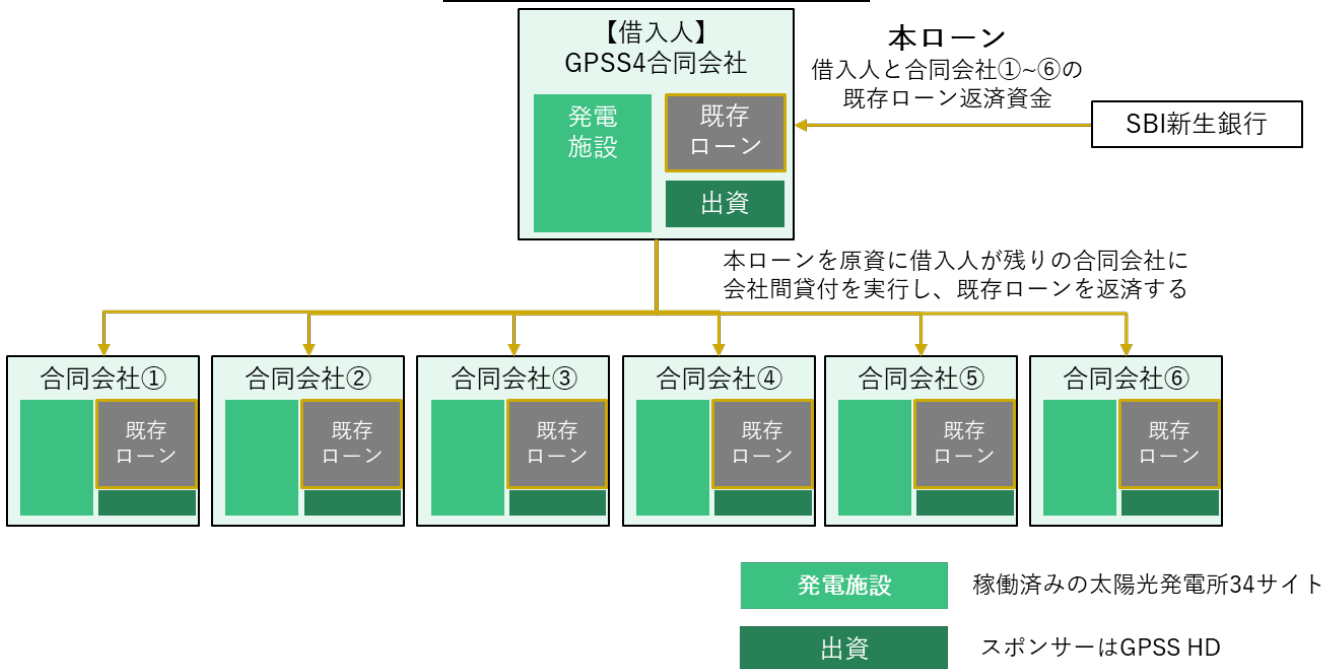 【借入人】
GPSS4合同会社
発電
施設
既存
ローン
出資
本ローン
借入人と合同会社①~⑥の
既存ローン返済資金
SBI新生銀行
本ローンを原資に借入人が残りの合同会社に
会社間貸付を実行し、既存ローンを返済する
合同会社①
既存
ローン
合同会社②
既存
ローン
合同会社③
既存
ローン
合同会社④
既存
ローン
合同会社⑤
既存
ローン
合同会社⑥
既存
ローン
発電施設
稼働済みの太陽光発電所34サイト
出資
スポンサーはGPSS HD